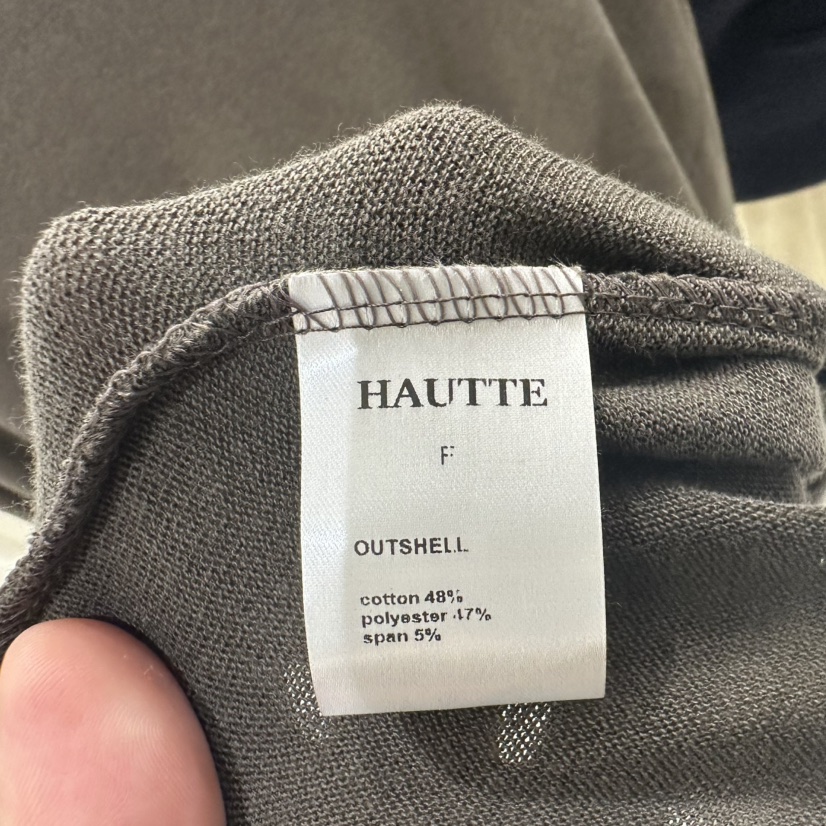 HAUTTE
F
OUTSHELL
cotton 48%
polyester 47%
span 5%